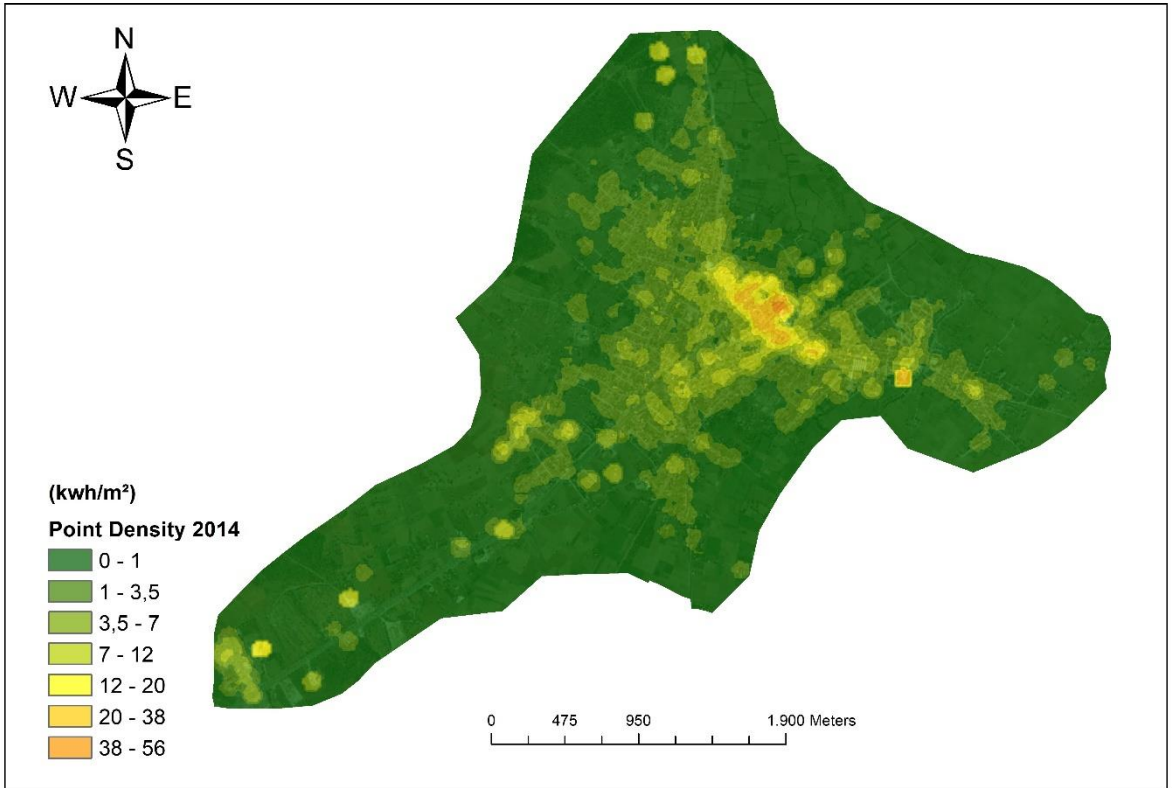 N
W E
S
(kwh/m²)
Point Density 2014
0 - 1
1 - 3,5
3,5 - 7
7 - 12
12 - 20
20 - 38
38 - 56
0 475 950 1.900 Meters